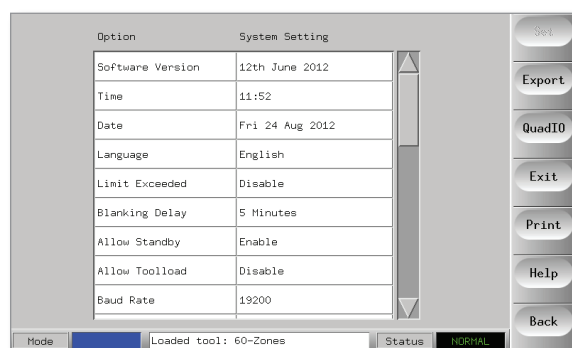 Option System Setting
Software Version 12th June 2012
Time 11:52
Date Fri 24 Aug 2012
Language English
Limit Exceeded Disable
Blanking Delay 5 Minutes
Allow Standby Enable
Allow Toolload Disable
Baud Rate 19200
Set
Export
QuadIO
Exit
Print
Help
Back
Mode Loaded tool: 60-Zones Status NORMAL